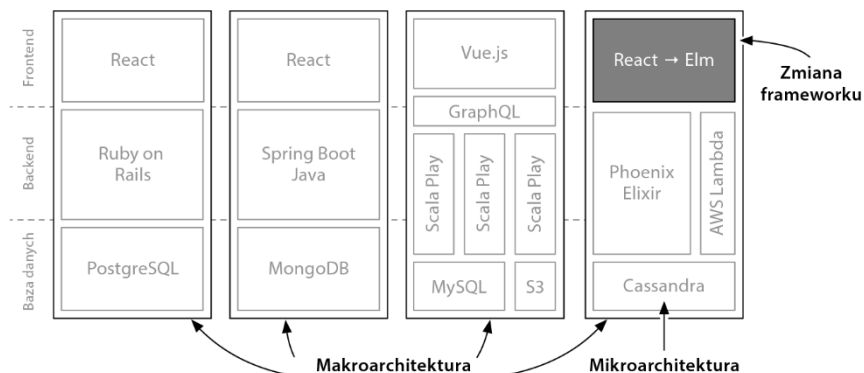 Frontend
Backend
Baza danych
React
Ruby on
Rails
PostgreSQL
React
Spring Boot
Java
MongoDB
Vue.js
GraphQL
Scala Play
Scala Play
Scala Play
MySQL
S3
React → Elm
Phoenix
Elixir
AWS Lambda
Cassandra
Zmiana
frameworku
Makroarchitektura
Mikroarchitektura